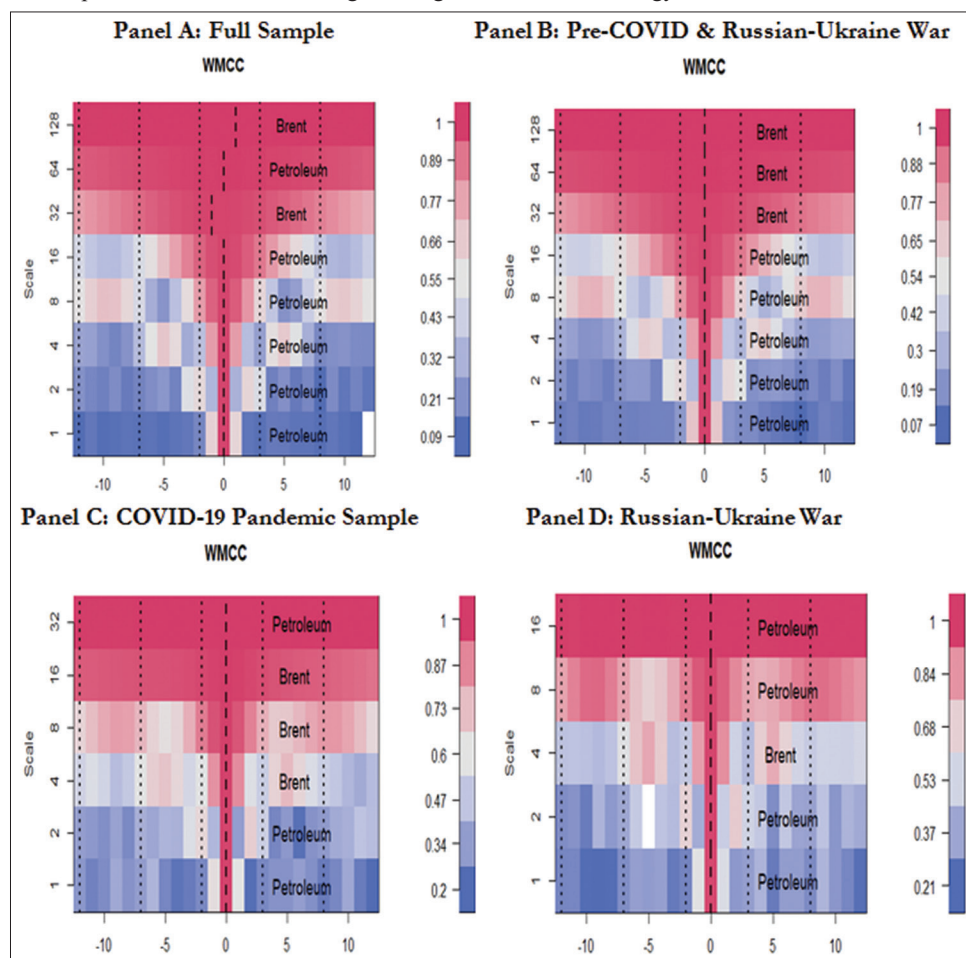 Panel A: Full Sample
WMCC
Scale
128
64
32
16
8
4
2
1
Brent
Petroleum
Brent
Petroleum
Petroleum
Petroleum
Petroleum
Petroleum
-10
-5
0
5
10
1
0.89
0.77
0.66
0.55
0.43
0.32
0.21
0.09
Panel B: Pre-COVID & Russian-Ukraine War
WMCC
Scale
128
64
32
16
8
4
2
1
Brent
Brent
Brent
Petroleum
Petroleum
Petroleum
Petroleum
Petroleum
-10
-5
0
5
10
1
0.88
0.77
0.65
0.54
0.42
0.3
0.19
0.07
Panel C: COVID-19 Pandemic Sample
WMCC
Scale
32
16
8
4
2
1
Petroleum
Brent
Brent
Brent
Petroleum
Petroleum
-10
-5
0
5
10
1
0.87
0.73
0.6
0.47
0.34
0.2
Panel D: Russian-Ukraine War
WMCC
Scale
16
8
4
2
1
Petroleum
Petroleum
Brent
Petroleum
Petroleum
-10
-5
0
5
10
1
0.84
0.68
0.53
0.37
0.21